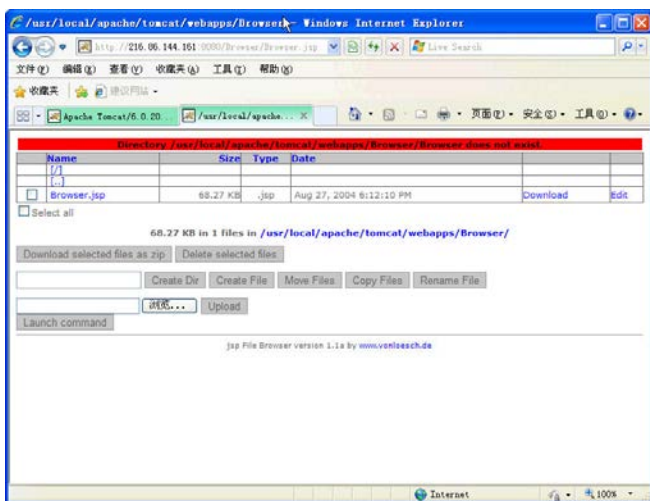 /usr/local/apache/tomcat/webapps/Browser - Windows Internet Explorer
http://216.86.144.161:9080/Browser/Browser.jsp Live Search
文件(F) 编辑(E) 查看(V) 收藏夹(A) 工具(T) 帮助(H)
收藏夹 建议网站
Apache Tomcat/6.0.20... /usr/local/apache... X 页面(P) 安全(S) 工具(O)
Directory /usr/local/apache/tomcat/webapps/Browser/Browser does not exist.
Name Size Type Date
[/]
[..]
Browser.jsp 68.27 KB .jsp Aug 27, 2004 6:12:10 PM Download Edit
Select all
68.27 KB in 1 files in /usr/local/apache/tomcat/webapps/Browser/
Download selected files as zip Delete selected files
Create Dir Create File Move Files Copy Files Rename File
浏览... Upload
Launch command
jsp File Browser version 1.1a by www.vonloesch.de
Internet 100%